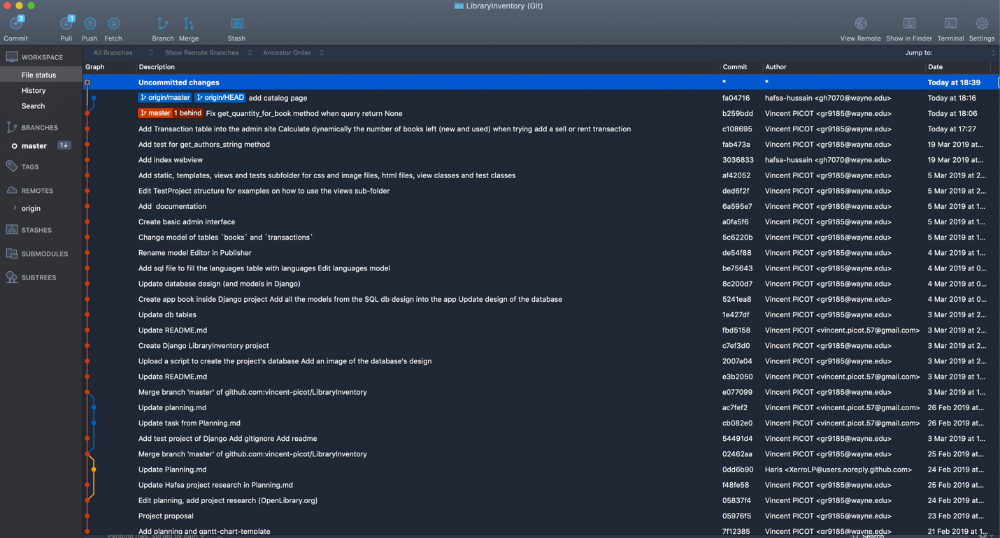 LibraryInventory (Git)
3 1
Commit Pull Push Fetch Branch Merge Stash View Remote Show in Finder Terminal Settings
WORKSPACE
File status
History
Search
BRANCHES
master 1↓
TAGS
REMOTES
origin
STASHES
SUBMODULES
SUBTREES
All Branches Show Remote Branches Ancestor Order Jump to:
Graph Description Commit Author Date
Uncommitted changes * * Today at 18:39
origin/master origin/HEAD add catalog page fa04716 hafsa-hussain <gh7070@wayne.edu> Today at 18:16
master 1 behind Fix get_quantity_for_book method when query return None b259bdd Vincent PICOT <gr9185@wayne.edu> Today at 18:06
Add Transaction table into the admin site Calculate dynamically the number of books left (new and used) when trying add a sell or rent transaction c108695 Vincent PICOT <gr9185@wayne.edu> Today at 17:27
Add test for get_authors_string method fab473a Vincent PICOT <gr9185@wayne.edu> 19 Mar 2019 at...
Add index webview 3036833 hafsa-hussain <gh7070@wayne.edu> 19 Mar 2019 at...
Add static, templates, views and tests subfolder for css and image files, html files, view classes and test classes af42052 Vincent PICOT <gr9185@wayne.edu> 5 Mar 2019 at 2...
Edit TestProject structure for examples on how to use the views sub-folder ded6f2f Vincent PICOT <gr9185@wayne.edu> 5 Mar 2019 at 2...
Add  documentation 6a595e7 Vincent PICOT <gr9185@wayne.edu> 5 Mar 2019 at 1...
Create basic admin interface a0fa5f6 Vincent PICOT <gr9185@wayne.edu> 5 Mar 2019 at 1...
Change model of tables `books` and `transactions` 5c6220b Vincent PICOT <gr9185@wayne.edu> 5 Mar 2019 at 1...
Rename model Editor in Publisher de54f88 Vincent PICOT <gr9185@wayne.edu> 4 Mar 2019 at 1...
Add sql file to fill the languages table with languages Edit languages model be75643 Vincent PICOT <gr9185@wayne.edu> 4 Mar 2019 at 0...
Update database design (and models in Django) 8c200d7 Vincent PICOT <gr9185@wayne.edu> 4 Mar 2019 at 0...
Create app book inside Django project Add all the models from the SQL db design into the app Update design of the database 5241ea8 Vincent PICOT <gr9185@wayne.edu> 4 Mar 2019 at 0...
Update db tables 1e427df Vincent PICOT <gr9185@wayne.edu> 3 Mar 2019 at 2...
Update README.md fbd5158 Vincent PICOT <vincent.picot.57@gmail.com> 3 Mar 2019 at 2...
Create Django LibraryInventory project c7ef3d0 Vincent PICOT <gr9185@wayne.edu> 3 Mar 2019 at 2...
Upload a script to create the project's database Add an image of the database's design 2007a04 Vincent PICOT <gr9185@wayne.edu> 3 Mar 2019 at 2...
Update README.md e3b2050 Vincent PICOT <vincent.picot.57@gmail.com> 3 Mar 2019 at 1...
Merge branch 'master' of github.com:vincent-picot/LibraryInventory e077099 Vincent PICOT <gr9185@wayne.edu> 3 Mar 2019 at 1...
Update planning.md ac7fef2 Vincent PICOT <vincent.picot.57@gmail.com> 26 Feb 2019 at...
Update task from Planning.md cb082e0 Vincent PICOT <vincent.picot.57@gmail.com> 26 Feb 2019 at...
Add test project of Django Add gitignore Add readme 54491d4 Vincent PICOT <gr9185@wayne.edu> 3 Mar 2019 at 1...
Merge branch 'master' of github.com:vincent-picot/LibraryInventory 02462aa Vincent PICOT <gr9185@wayne.edu> 25 Feb 2019 at...
Update Planning.md 0dd6b90 Haris <XerroLP@users.noreply.github.com> 24 Feb 2019 at...
Update Hafsa project research in Planning.md f48fe58 Vincent PICOT <gr9185@wayne.edu> 25 Feb 2019 at...
Edit planning, add project research (OpenLibrary.org) 05837f4 Vincent PICOT <gr9185@wayne.edu> 24 Feb 2019 at...
Project proposal 05976f5 Vincent PICOT <gr9185@wayne.edu> 23 Feb 2019 at...
Add planning and gantt-chart-template 7f12385 Vincent PICOT <gr9185@wayne.edu> 21 Feb 2019 at 1...
Pending files, sorted by path Search